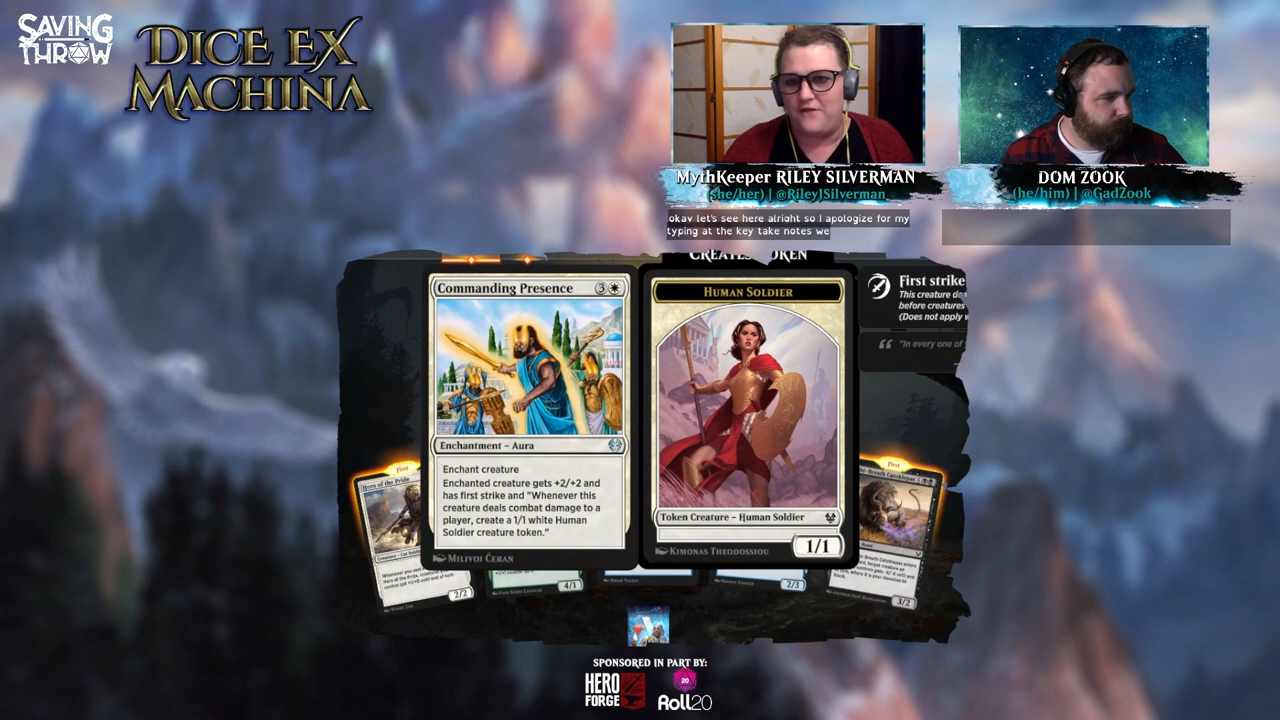 SAVING
THROW
DICE EX
MACHINA
MythKeeper RILEY SILVERMAN
(she/her) | @RileyJSilverman
okay let's see here alright so I apologize for my
typing at the key take notes we
DOM ZOOK
(he/him) | @GadZook
Commanding Presence 3
Enchantment – Aura
Enchant creature
Enchanted creature gets +2/+2 and
has first strike and "Whenever this
creature deals combat damage to a
player, create a 1/1 white Human
Soldier creature token."
MILIVOJ ĆERAN
HUMAN SOLDIER
Token Creature – Human Soldier
KIMONAS THEODOSSIOU
1/1
First strike
This creature
before creatures
(Does not apply
"In every one of
First
Hero of the Pride
2/2
4/1
2/3
First
3/2
SPONSORED IN PART BY:
HERO
FORGE
20
Roll20